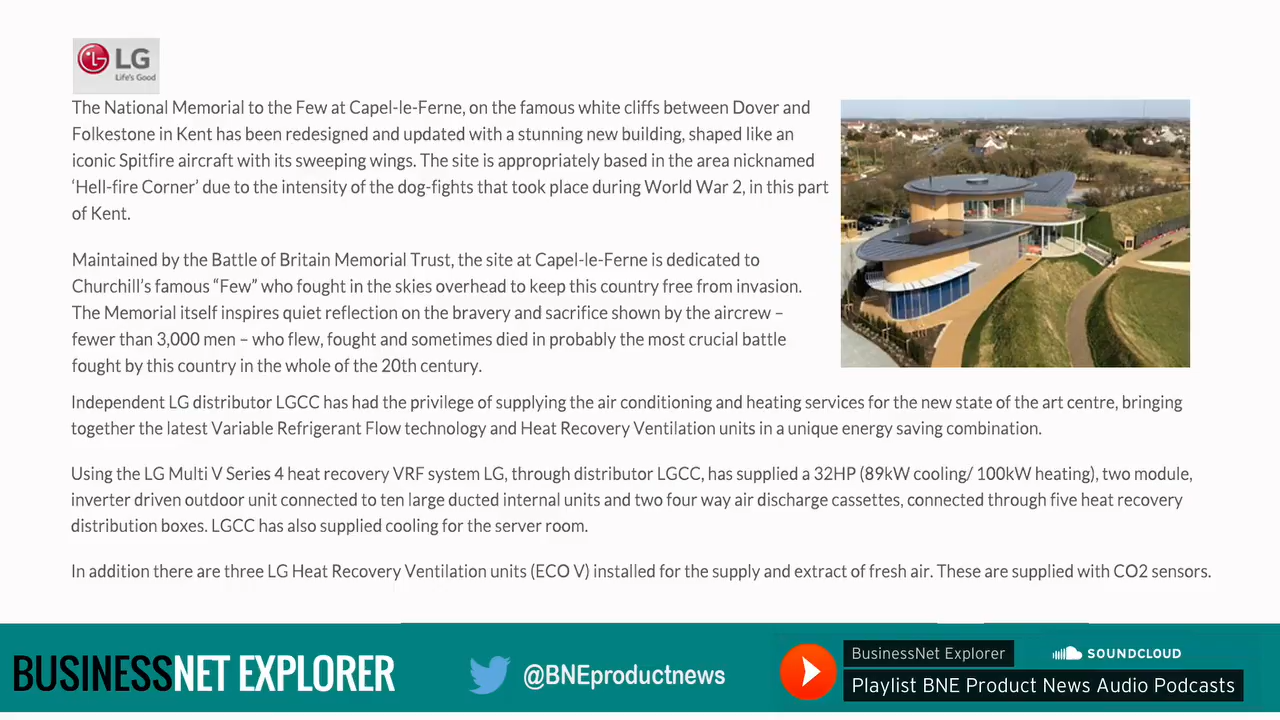 LG
Life's Good
The National Memorial to the Few at Capel-le-Ferne, on the famous white cliffs between Dover and
Folkestone in Kent has been redesigned and updated with a stunning new building, shaped like an
iconic Spitfire aircraft with its sweeping wings. The site is appropriately based in the area nicknamed
‘Hell-fire Corner’ due to the intensity of the dog-fights that took place during World War 2, in this part
of Kent.
Maintained by the Battle of Britain Memorial Trust, the site at Capel-le-Ferne is dedicated to
Churchill’s famous “Few” who fought in the skies overhead to keep this country free from invasion.
The Memorial itself inspires quiet reflection on the bravery and sacrifice shown by the aircrew –
fewer than 3,000 men – who flew, fought and sometimes died in probably the most crucial battle
fought by this country in the whole of the 20th century.
Independent LG distributor LGCC has had the privilege of supplying the air conditioning and heating services for the new state of the art centre, bringing
together the latest Variable Refrigerant Flow technology and Heat Recovery Ventilation units in a unique energy saving combination.
Using the LG Multi V Series 4 heat recovery VRF system LG, through distributor LGCC, has supplied a 32HP (89kW cooling/ 100kW heating), two module,
inverter driven outdoor unit connected to ten large ducted internal units and two four way air discharge cassettes, connected through five heat recovery
distribution boxes. LGCC has also supplied cooling for the server room.
In addition there are three LG Heat Recovery Ventilation units (ECO V) installed for the supply and extract of fresh air. These are supplied with CO2 sensors.
BUSINESSNET EXPLORER
@BNEproductnews
BusinessNet Explorer
SOUNDCLOUD
Playlist BNE Product News Audio Podcasts